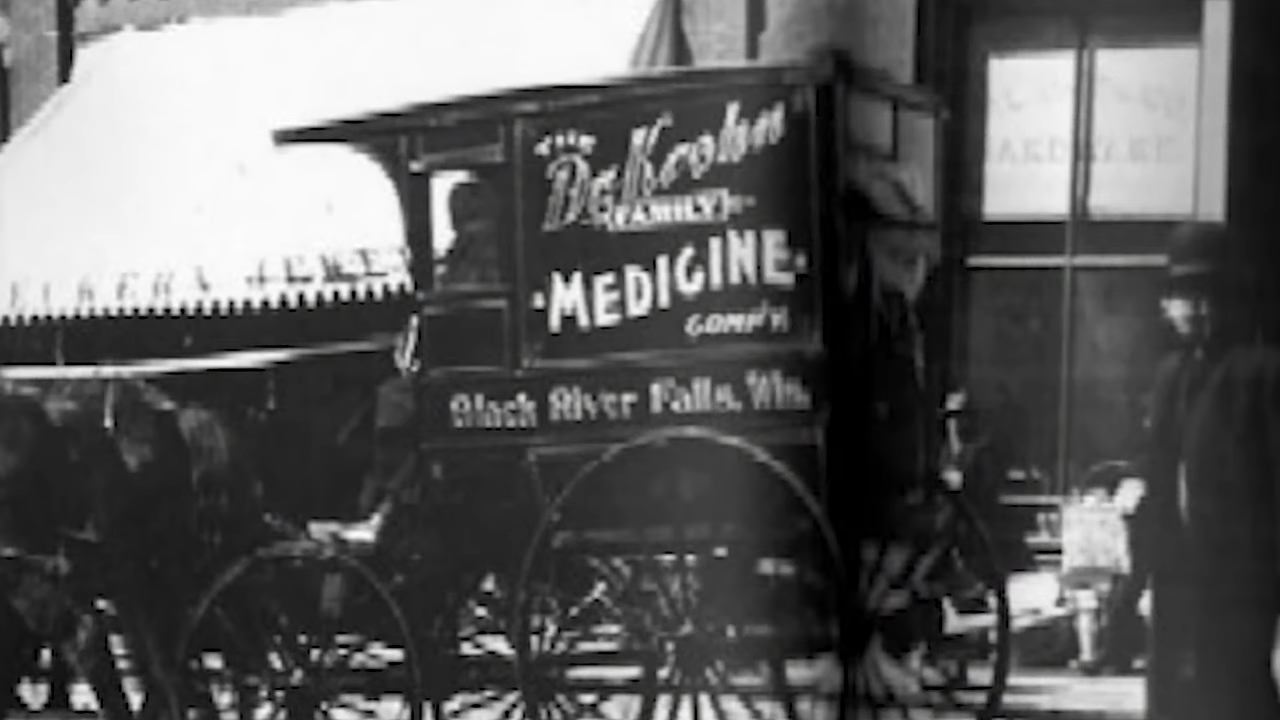 THE
Dr Krohn
FAMILY
·MEDICINE·
COMP'Y
Black River Falls, Wis.